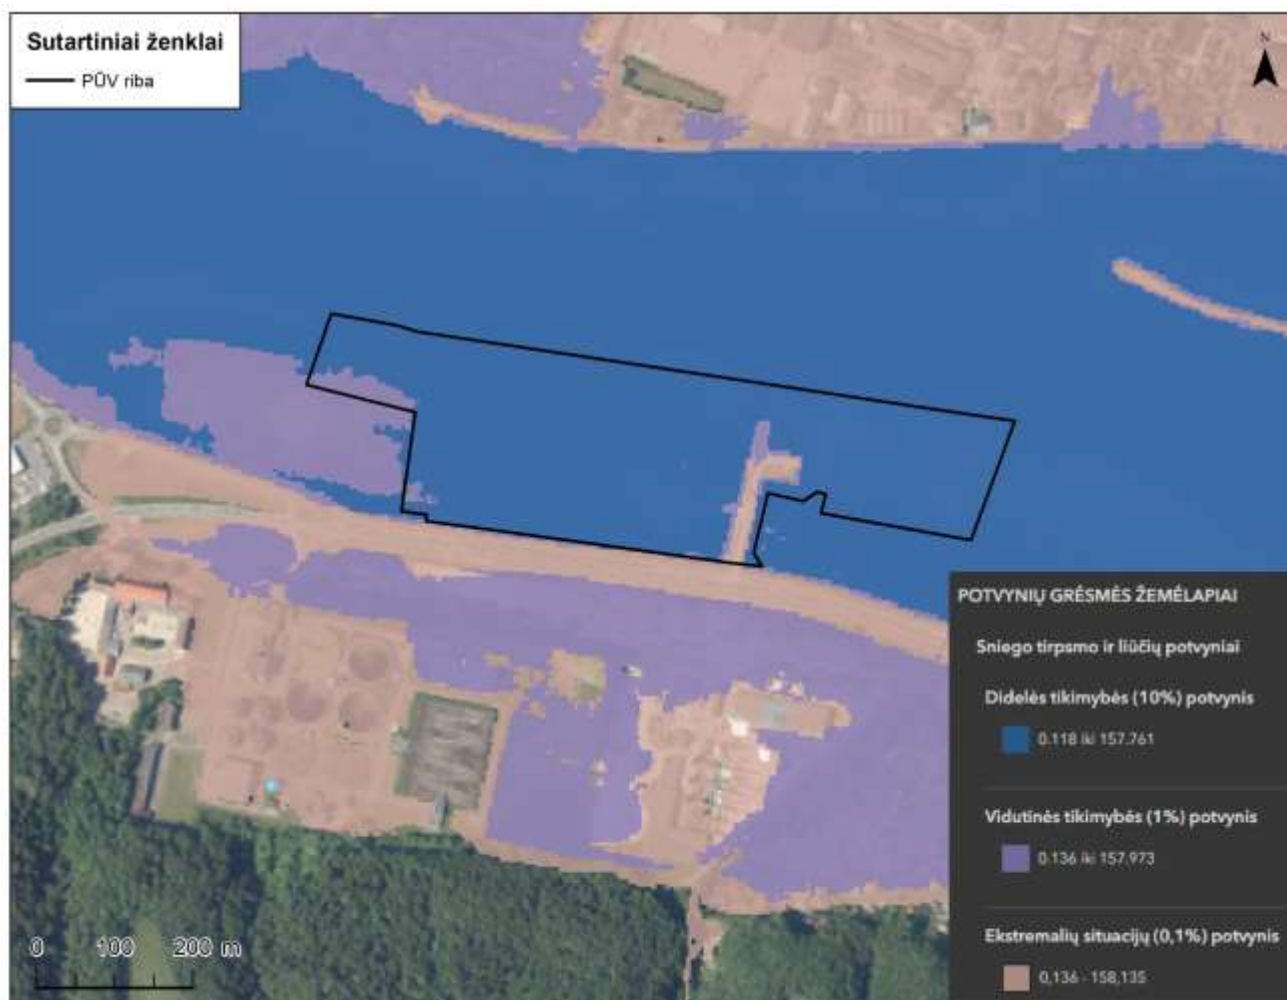 Sutartiniai ženklai
PŪV riba
N
POTVYNIŲ GRĖSMĖS ŽEMĖLAPIAI
Sniego tirpsmo ir liūčių potvyniai
Didelės tikimybės (10%) potvynis
0.118 iki 157.761
Vidutinės tikimybės (1%) potvynis
0.136 iki 157.973
Ekstremalių situacijų (0,1%) potvynis
0,136 - 158,135
0 100 200 m